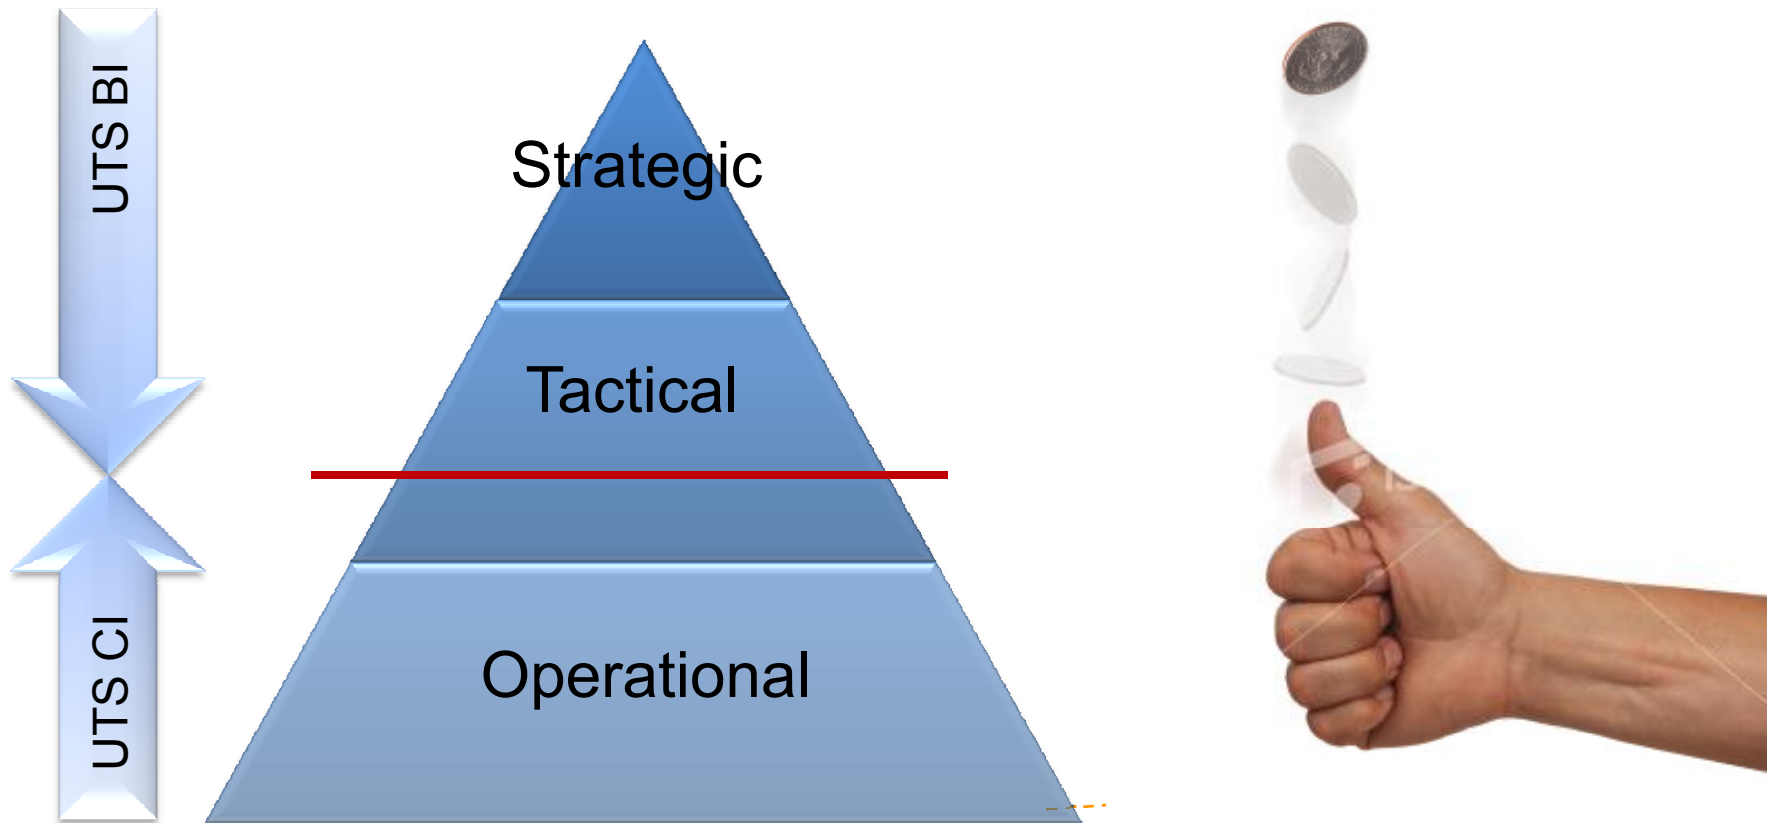 UTS BI
Strategic
Tactical
Operational
UTS CI